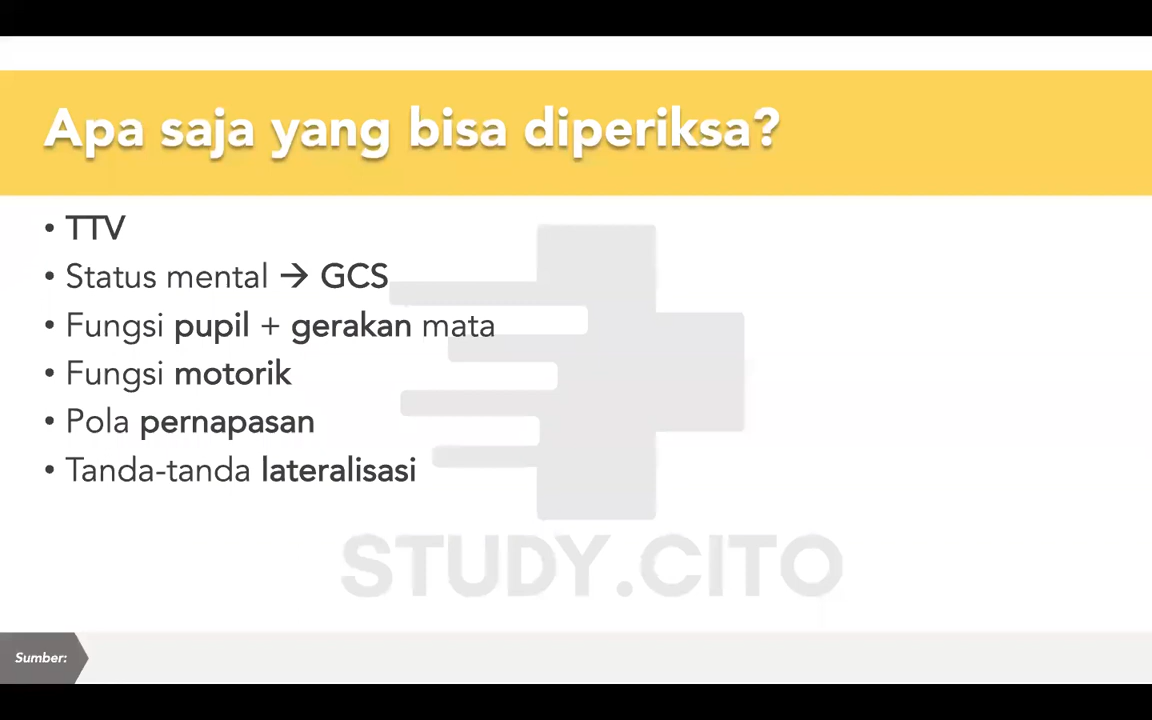 Apa saja yang bisa diperiksa?
• TTV
• Status mental → GCS
• Fungsi pupil + gerakan mata
• Fungsi motorik
• Pola pernapasan
• Tanda-tanda lateralisasi
STUDY.CITO
Sumber: